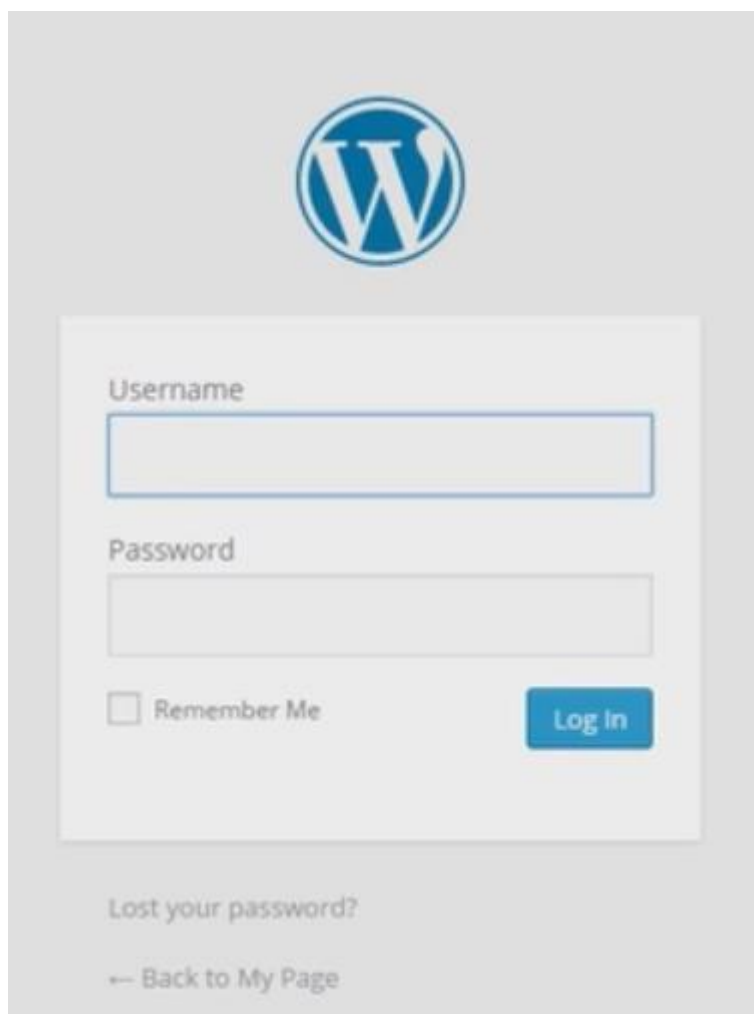 Username
Password
Remember Me
Log In
Lost your password?
← Back to My Page